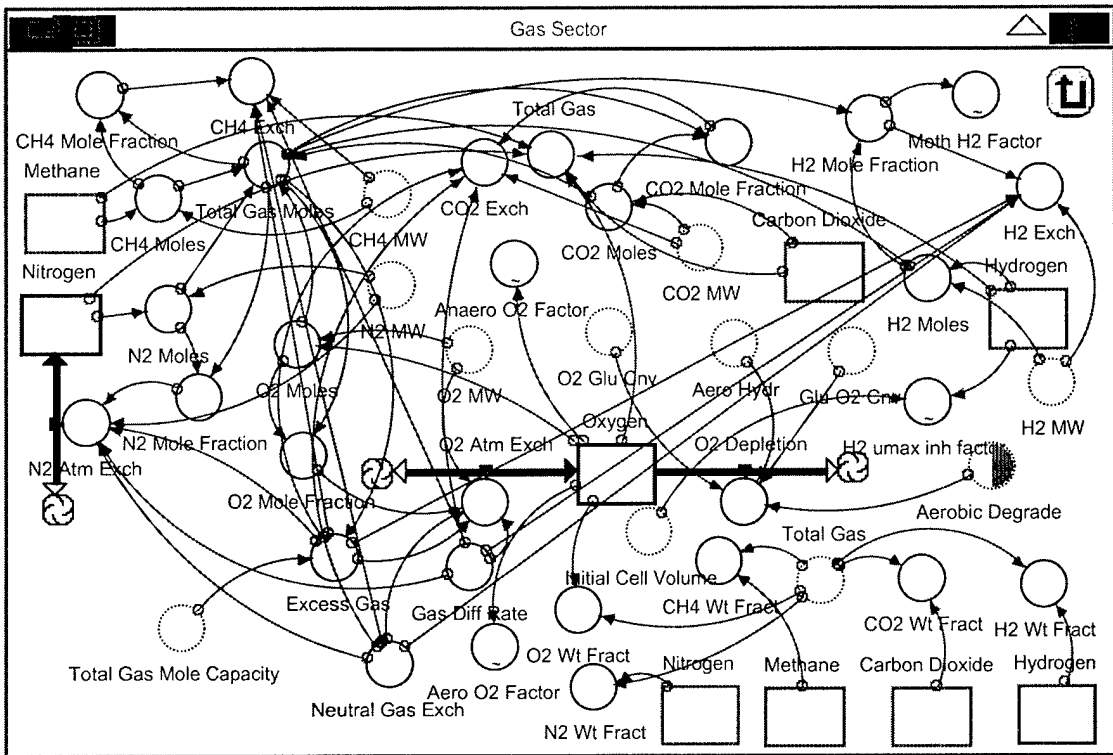 Gas Sector
CH4 Exch
Total Gas
CH4 Mole Fraction
Moth H2 Factor
H2 Mole Fraction
Methane
CO2 Mole Fraction
Total Gas Moles
CO2 Exch
Carbon Dioxide
CH4 Moles
CH4 MW
CO2 Moles
H2 Exch
Nitrogen
Hydrogen
CO2 MW
Anaero O2 Factor
H2 Moles
N2 MW
N2 Moles
O2 Moles
O2 MW
O2 Glu Cnv
Aero Hydr
Glu O2 Cnv
Oxygen
H2 MW
N2 Mole Fraction
O2 Atm Exch
O2 Depletion
H2 umax inh factor
N2 Atm Exch
O2 Mole Fraction
Aerobic Degrade
Total Gas
Initial Cell Volume
Excess Gas
Gas Diff Rate
CH4 Wt Fract
CO2 Wt Fract
H2 Wt Fract
O2 Wt Fract
Total Gas Mole Capacity
Nitrogen
Methane
Carbon Dioxide
Hydrogen
Aero O2 Factor
Neutral Gas Exch
N2 Wt Fract